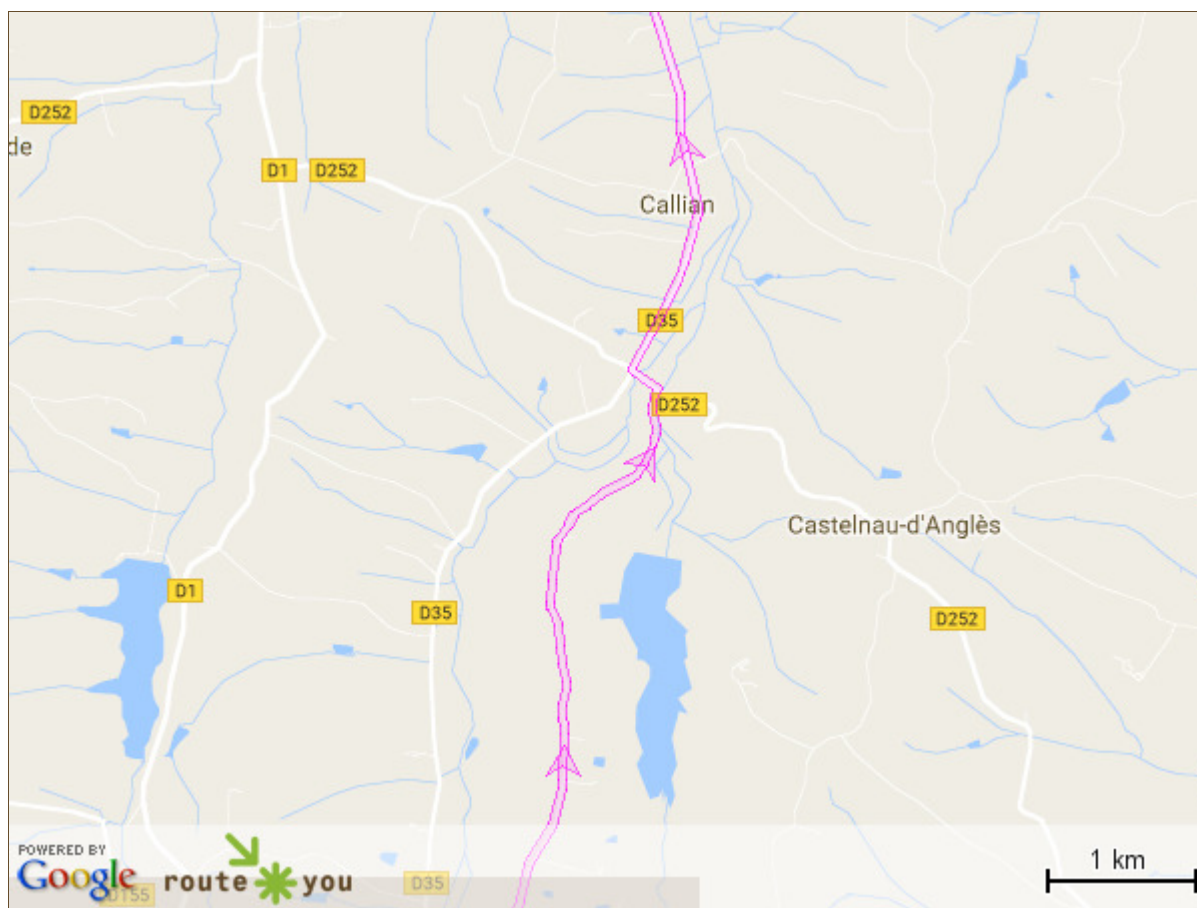 D252
de
D1
D252
Callian
D35
D252
Castelnau-d'Anglès
D1
D35
D252
POWERED BY
Google
route you
D155
D35
1 km